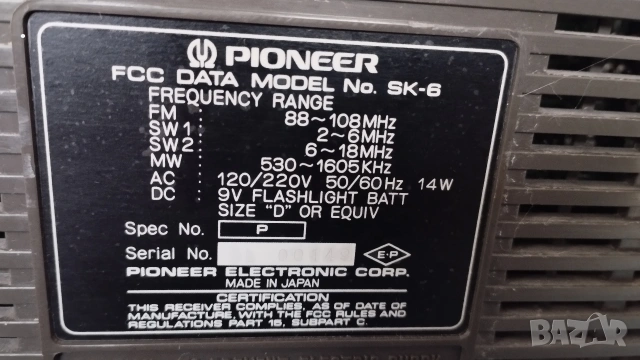 PIONEER
FCC DATA MODEL No. SK-6
FREQUENCY RANGE
FM : 88~108MHz
SW1 : 2~6MHz
SW2 : 6~18MHz
MW : 530~1605KHz
AC : 120/220V 50/60Hz 14W
DC : 9V FLASHLIGHT BATT
SIZE "D" OR EQUIV
Spec No. P
Serial No. E-P
PIONEER ELECTRONIC CORP.
MADE IN JAPAN
CERTIFICATION
THIS RECEIVER COMPLIES, AS OF DATE OF
MANUFACTURE, WITH THE FCC RULES AND
REGULATIONS PART 15, SUBPART C.
bazar